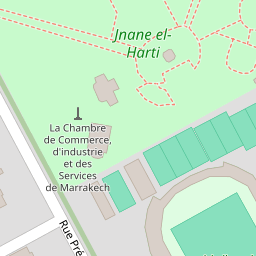 Jnane el-
Harti
La Chambre
de Commerce,
d'industrie
et des
Services
de Marrakech
Rue Pré